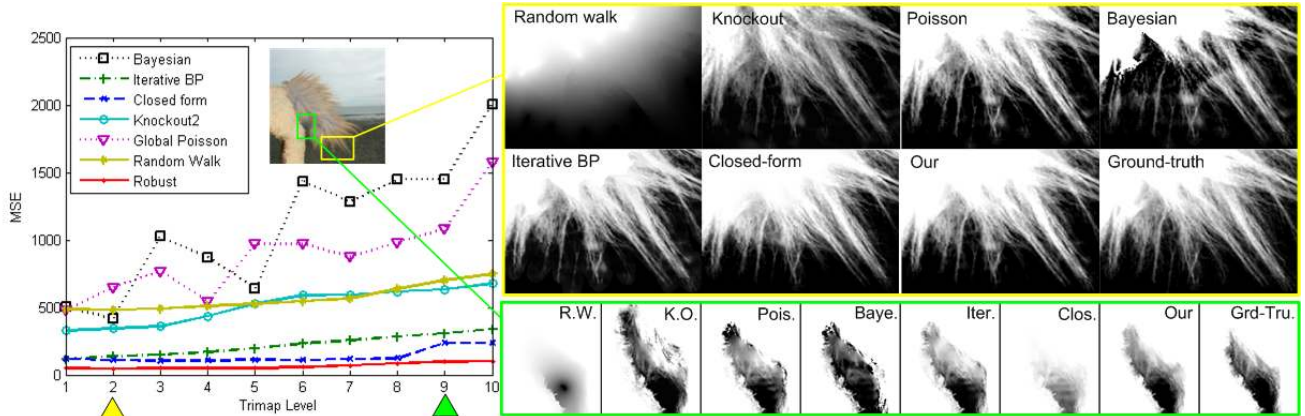 2500
2000
1500
1000
500
0
MSE
Bayesian
Iterative BP
Closed form
Knockout2
Global Poisson
Random Walk
Robust
1 2 3 4 5 6 7 8 9 10
Trimap Level
Random walk Knockout Poisson Bayesian
Iterative BP Closed-form Our Ground-truth
R.W. K.O. Pois. Baye. Iter. Clos. Our Grd-Tru.